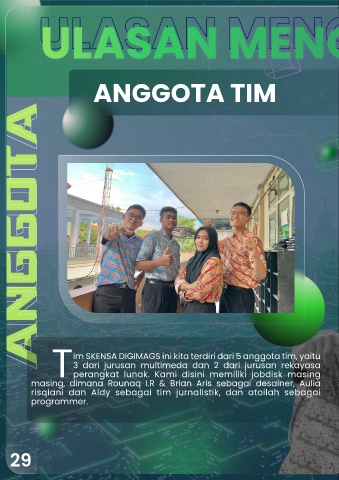 ULASAN MENG
ANGGOTA TIM
ANGGOTA
Tim SKENSA DIGIMAGS ini kita terdiri dari 5 anggota tim, yaitu
3 dari jurusan multimeda dan 2 dari jurusan rekayasa
perangkat lunak. Kami disini memiliki jobdisk masing
masing, dimana Rounaq I.R & Brian Aris sebagai desainer, Aulia
risqiani dan Aldy sebagai tim jurnalistik, dan atoilah sebagai
programmer.
29